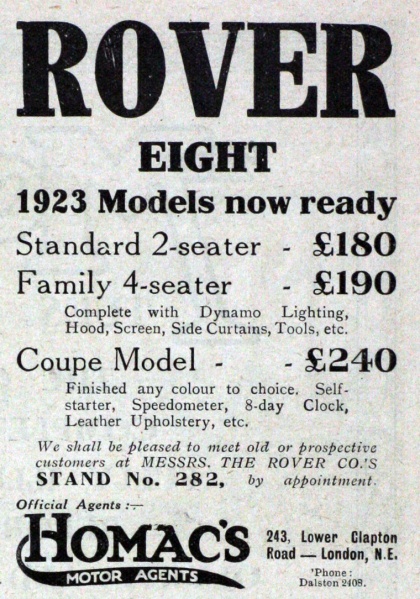 ROVER
EIGHT
1923 Models now ready
Standard 2-seater - £180
Family 4-seater - £190
Complete with Dynamo Lighting,
Hood, Screen, Side Curtains, Tools, etc.
Coupe Model - - £240
Finished any colour to choice. Self-
starter, Speedometer, 8-day Clock,
Leather Upholstery, etc.
We shall be pleased to meet old or prospective
customers at MESSRS. THE ROVER CO.'S
STAND No. 282, by appointment.
Official Agents :—
HOMAC'S
MOTOR AGENTS
243, Lower Clapton
Road — London, N.E.
'Phone:
Dalston 2408.